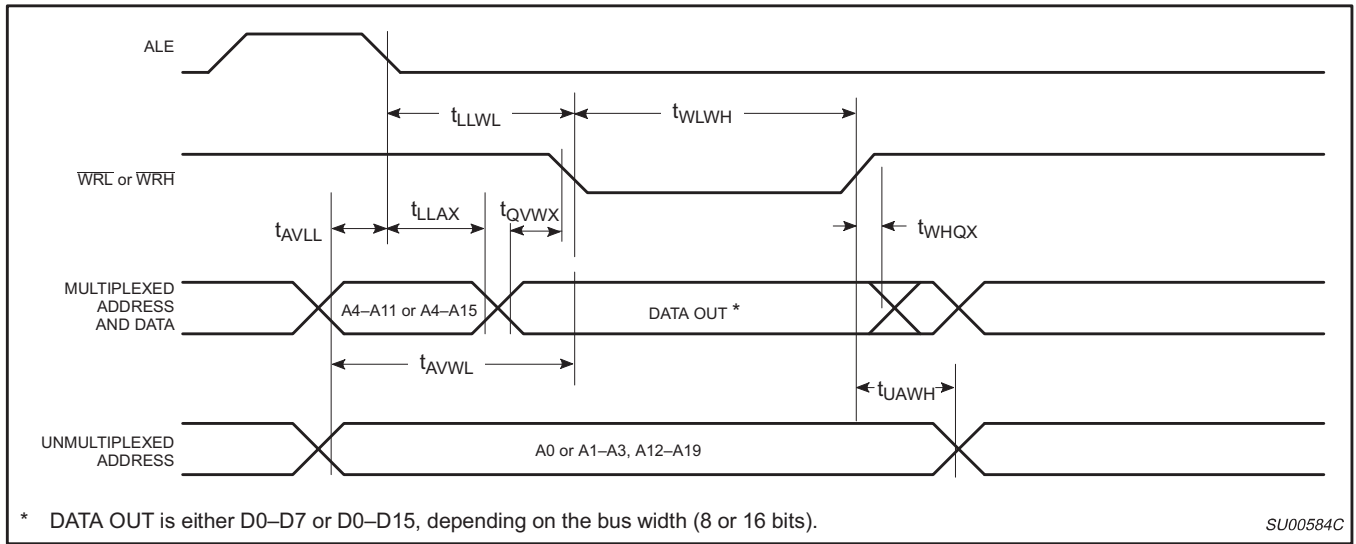 ALE
tLLWL
tWLWH
WRL or WRH
tAVLL
tLLAX
tQVWX
tWHQX
MULTIPLEXED
ADDRESS
AND DATA
A4–A11 or A4–A15
DATA OUT *
tAVWL
tUAWH
UNMULTIPLEXED
ADDRESS
A0 or A1–A3, A12–A19
* DATA OUT is either D0–D7 or D0–D15, depending on the bus width (8 or 16 bits).
SU00584C